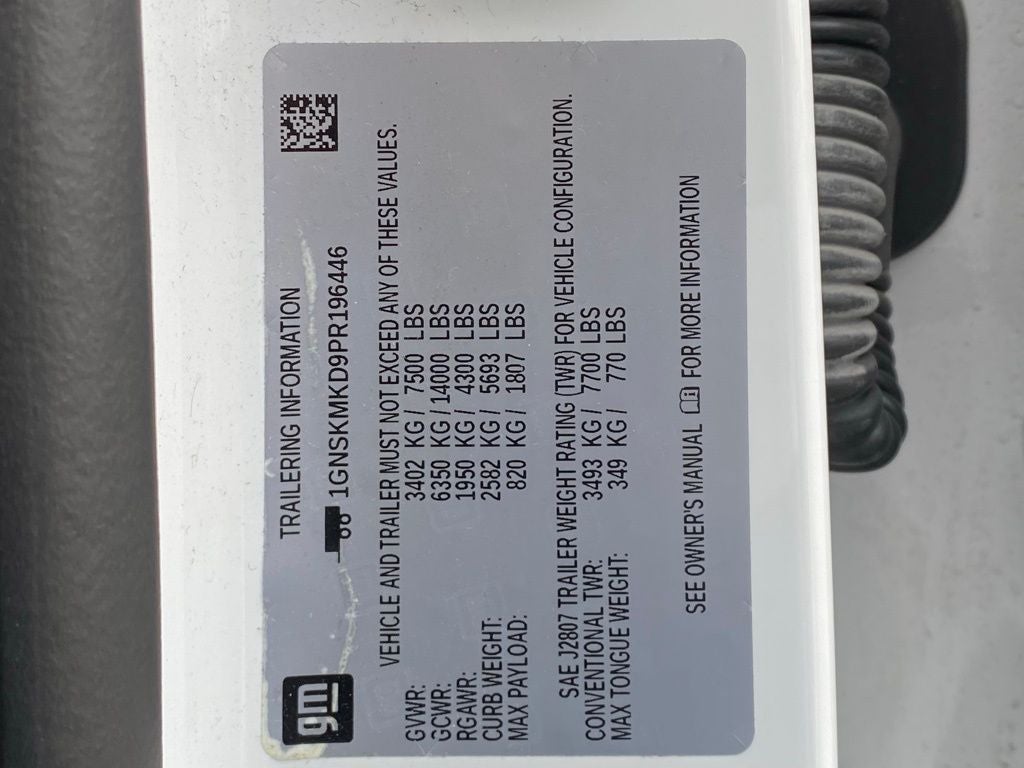 gm
TRAILERING INFORMATION
1GNSKMKD9PR196446
VEHICLE AND TRAILER MUST NOT EXCEED ANY OF THESE VALUES.
GVWR: 3402 KG / 7500 LBS
GCWR: 6350 KG / 14000 LBS
RGAWR: 1950 KG / 4300 LBS
CURB WEIGHT: 2582 KG / 5693 LBS
MAX PAYLOAD: 820 KG / 1807 LBS
SAE J2807 TRAILER WEIGHT RATING (TWR) FOR VEHICLE CONFIGURATION.
CONVENTIONAL TWR: 3493 KG / 7700 LBS
MAX TONGUE WEIGHT: 349 KG / 770 LBS
SEE OWNER'S MANUAL FOR MORE INFORMATION